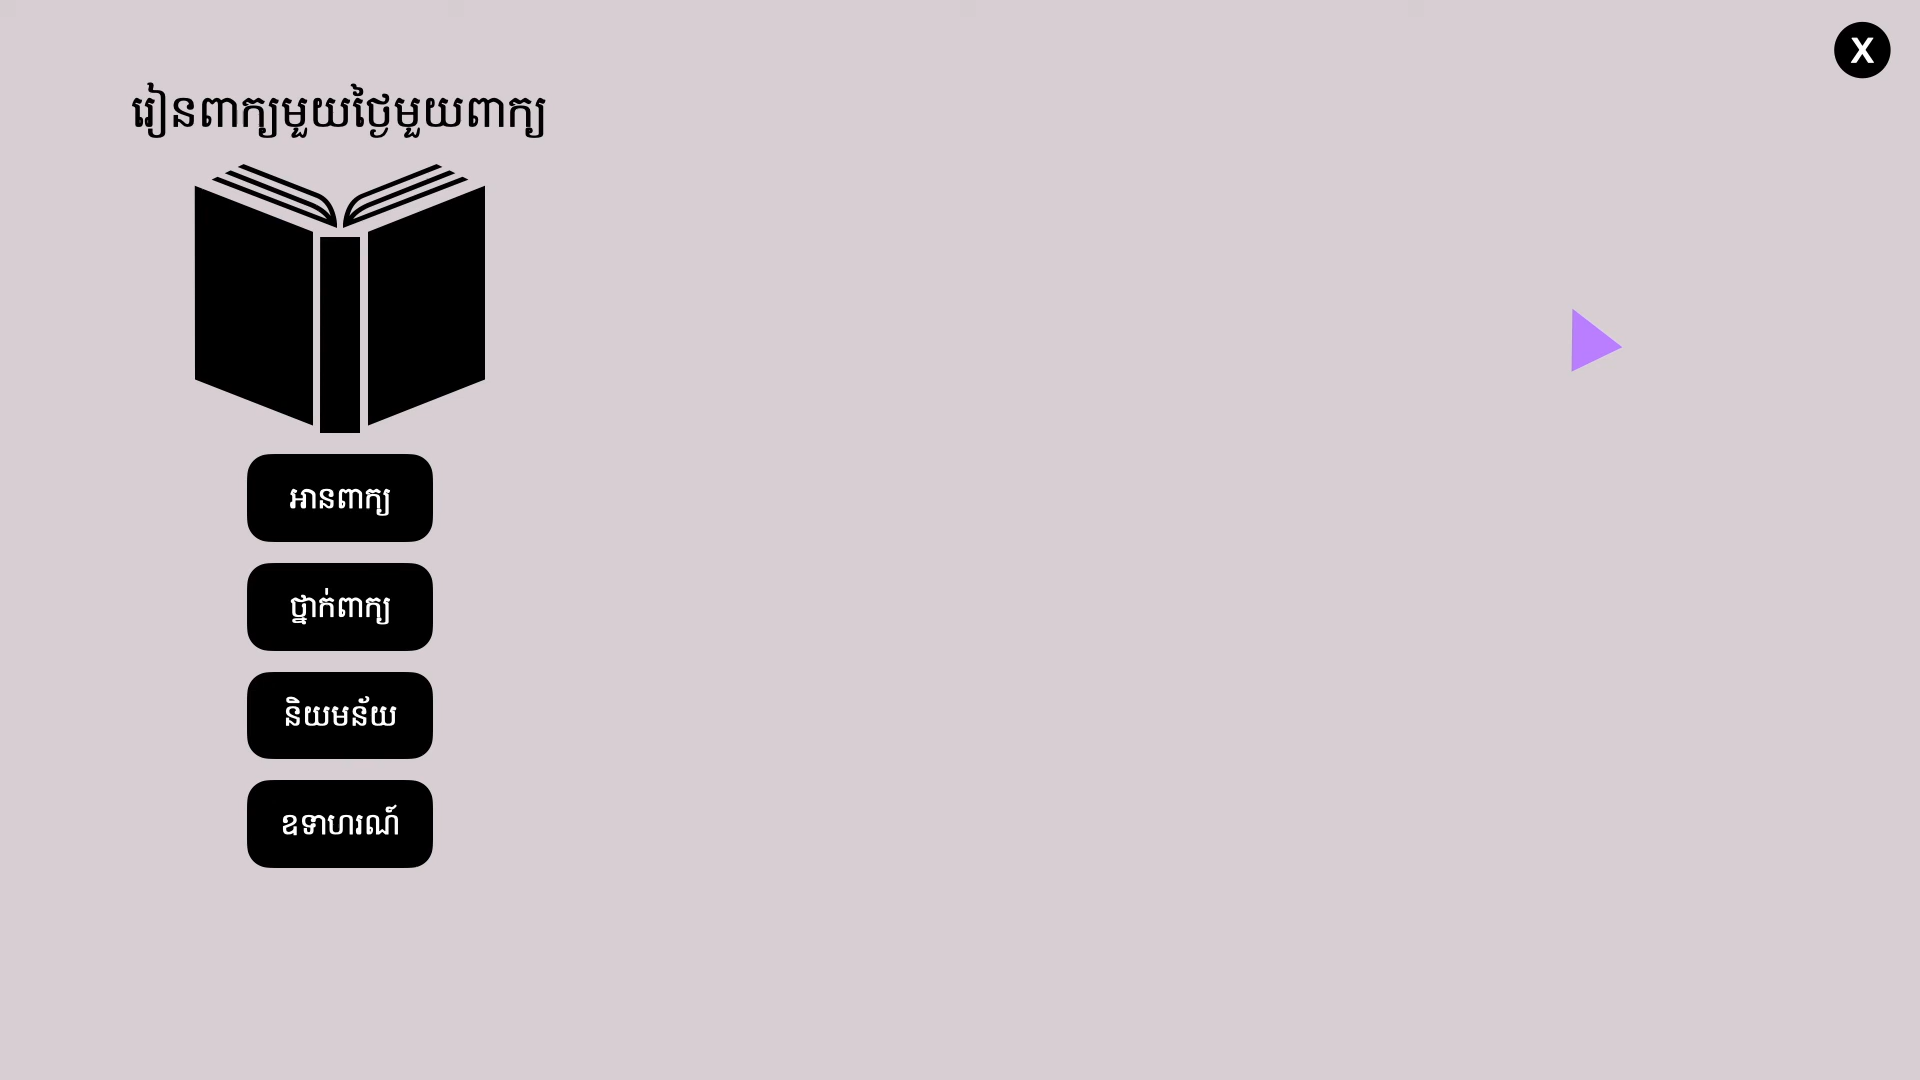 X
រៀនពាក្យមួយថ្ងៃមួយពាក្យ
អានពាក្យ
ថ្នាក់ពាក្យ
និយមន័យ
ឧទាហរណ៍